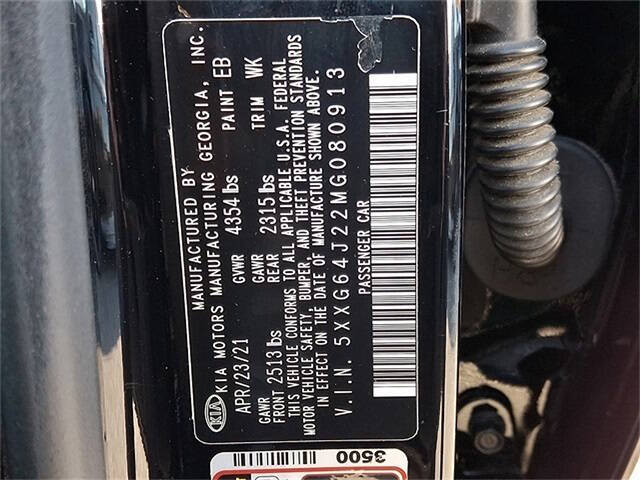 KIA
MANUFACTURED BY
KIA MOTORS MANUFACTURING GEORGIA, INC.
APR/23/21 GVWR 4354 lbs PAINT EB
GAWR GAWR TRIM WK
FRONT 2513 lbs REAR 2315 lbs
THIS VEHICLE CONFORMS TO ALL APPLICABLE U.S.A. FEDERAL
MOTOR VEHICLE SAFETY, BUMPER, AND THEFT PREVENTION STANDARDS
IN EFFECT ON THE DATE OF MANUFACTURE SHOWN ABOVE.
V.I.N. 5XXG64J22MG080913
PASSENGER CAR
3500